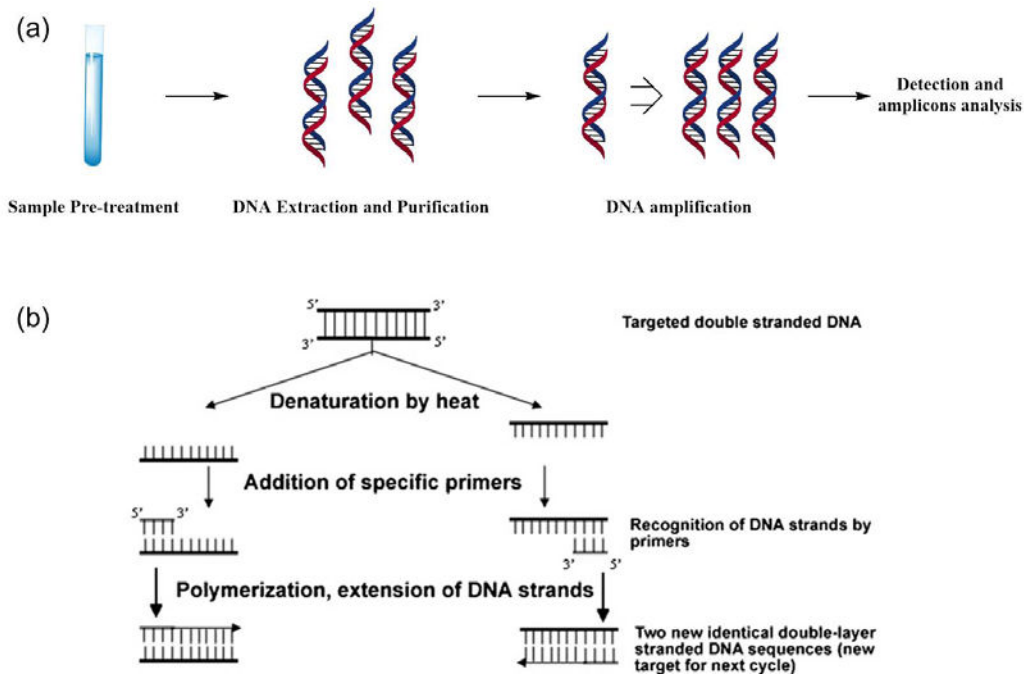 (a)
Detection and
amplicons analysis
Sample Pre-treatment
DNA Extraction and Purification
DNA amplification
(b)
5’
3’
3’
5’
Targeted double stranded DNA
Denaturation by heat
Addition of specific primers
5’
3’
Recognition of DNA strands by
primers
3’
5’
Polymerization, extension of DNA strands
Two new identical double-layer
stranded DNA sequences (new
target for next cycle)